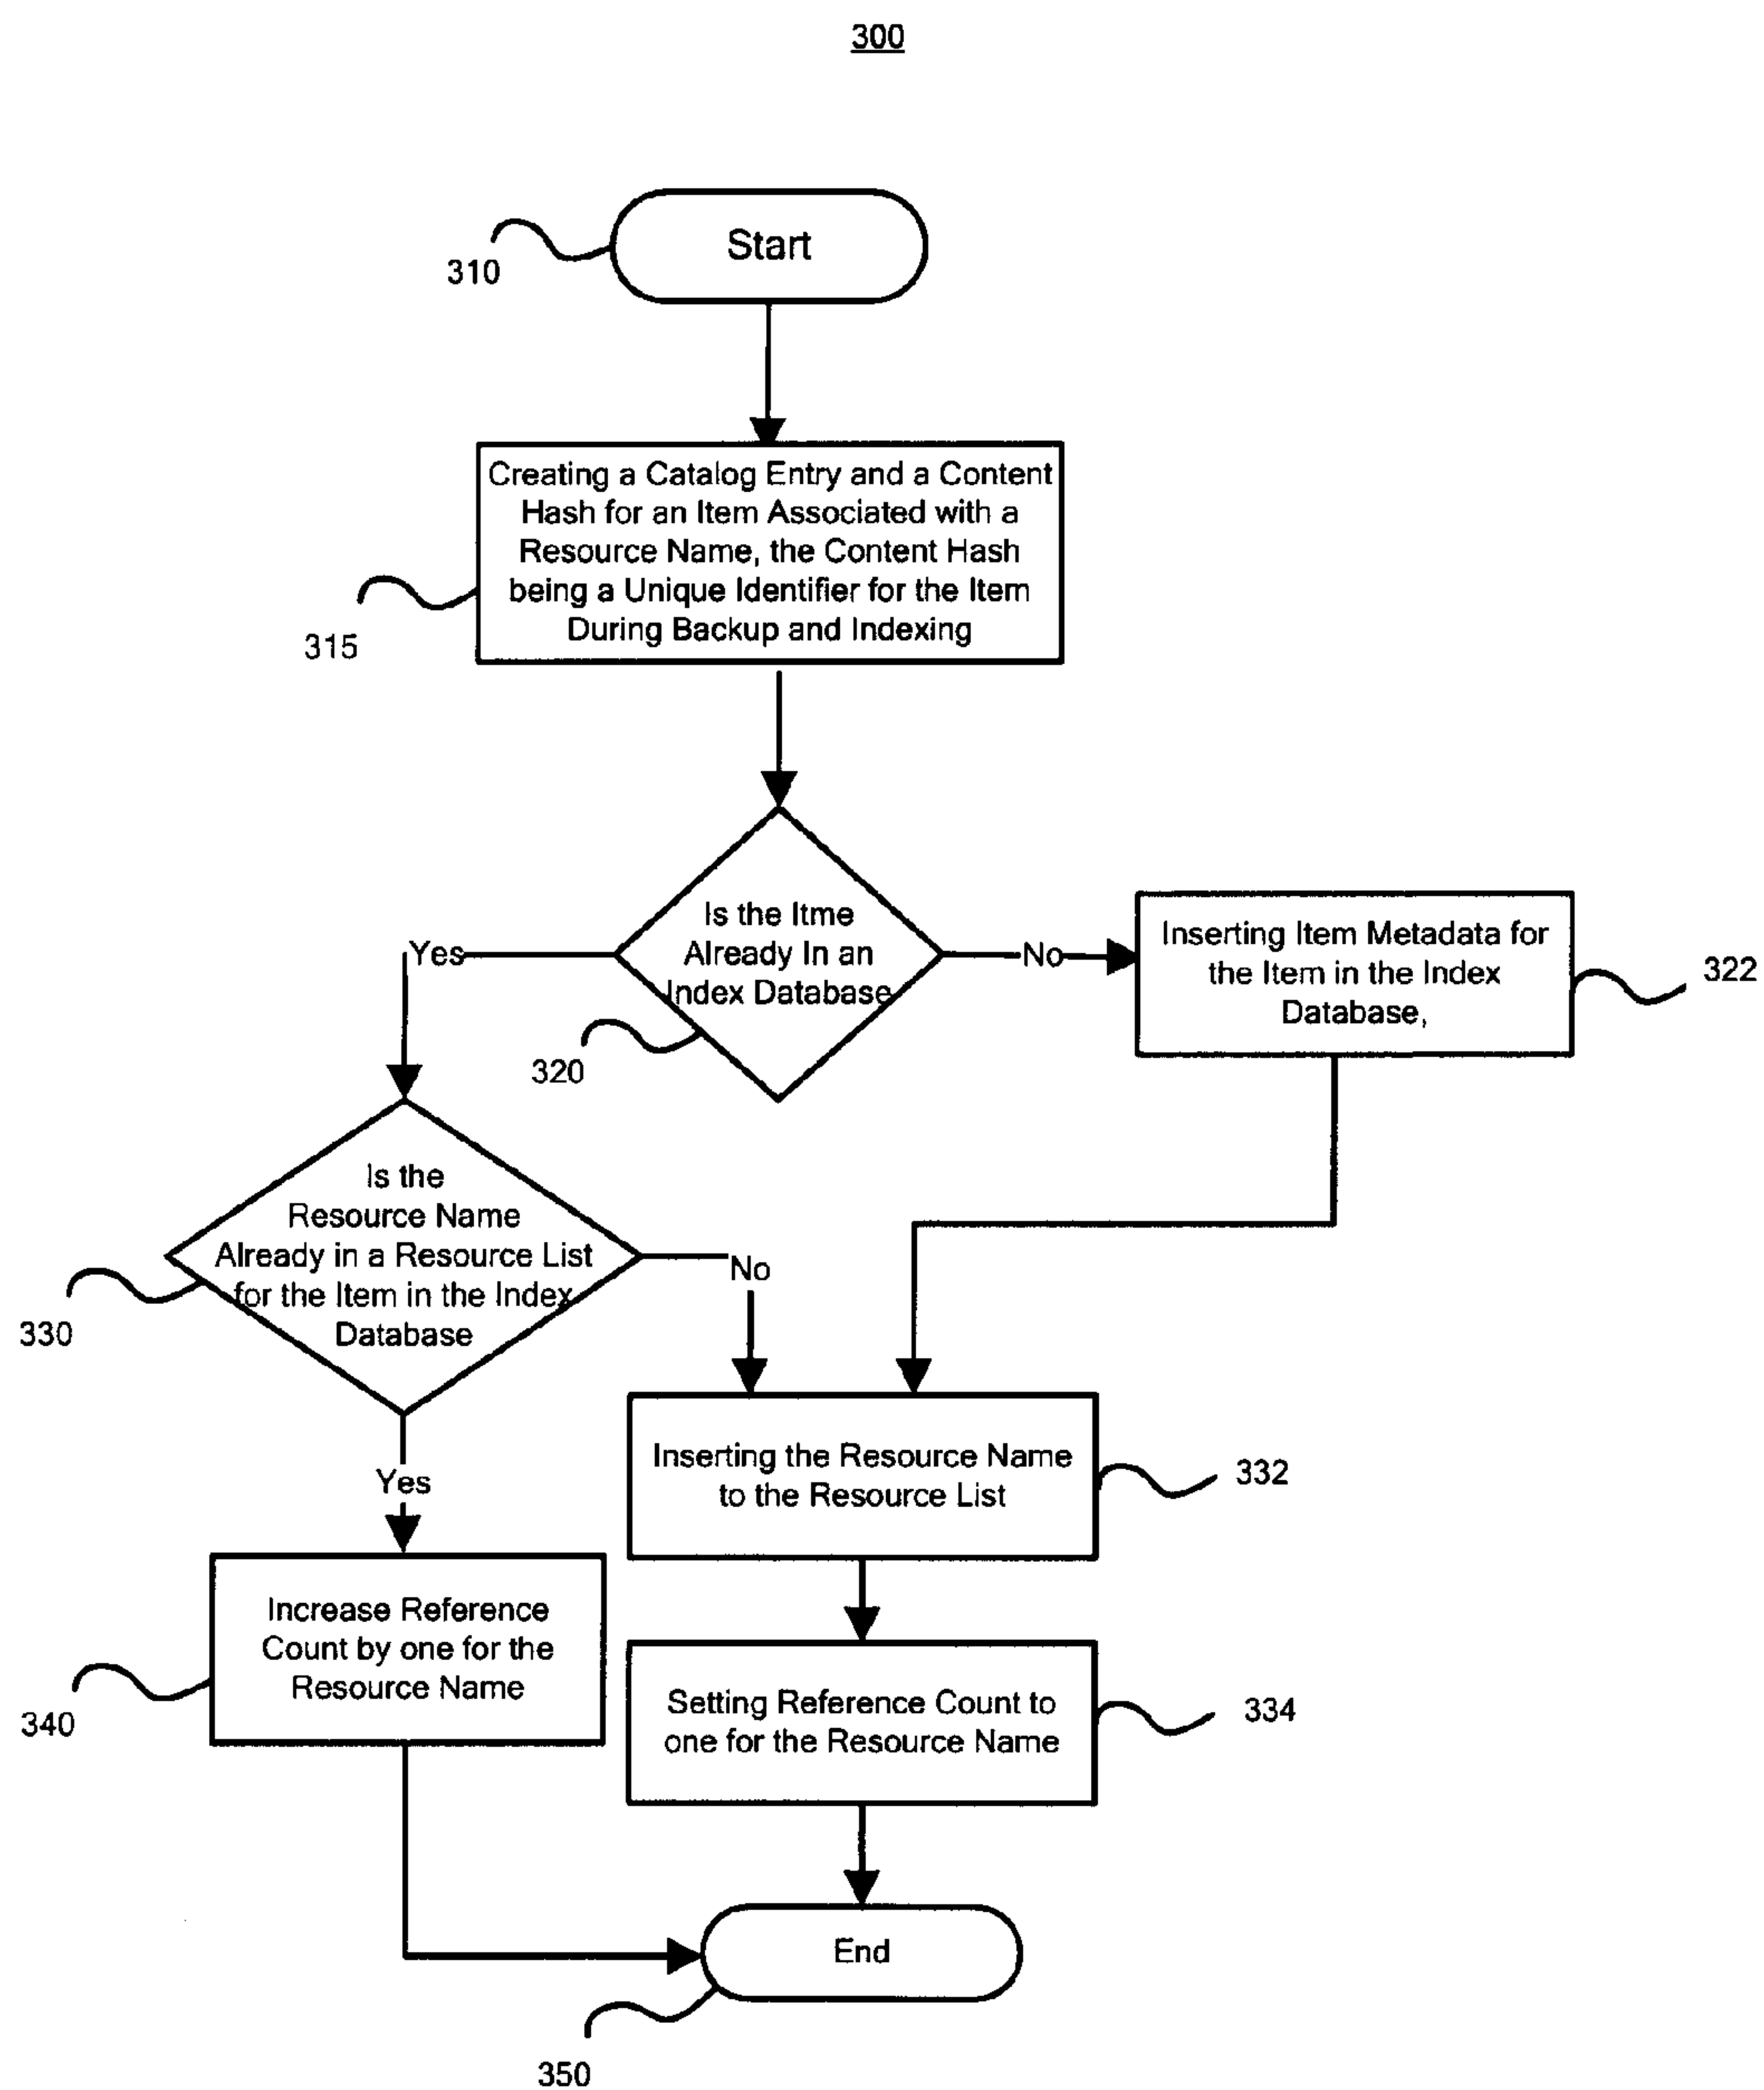 300
Start
310
Creating a Catalog Entry and a Content
Hash for an Item Associated with a
Resource Name, the Content Hash
being a Unique Identifier for the Item
During Backup and Indexing
315
Is the Itme
Already In an
Index Database
Yes
No
320
Inserting Item Metadata for
the Item in the Index
Database,
322
Is the
Resource Name
Already in a Resource List
for the Item in the Index
Database
No
330
Yes
Inserting the Resource Name
to the Resource List
332
Increase Reference
Count by one for the
Resource Name
340
Setting Reference Count to
one for the Resource Name
334
End
350